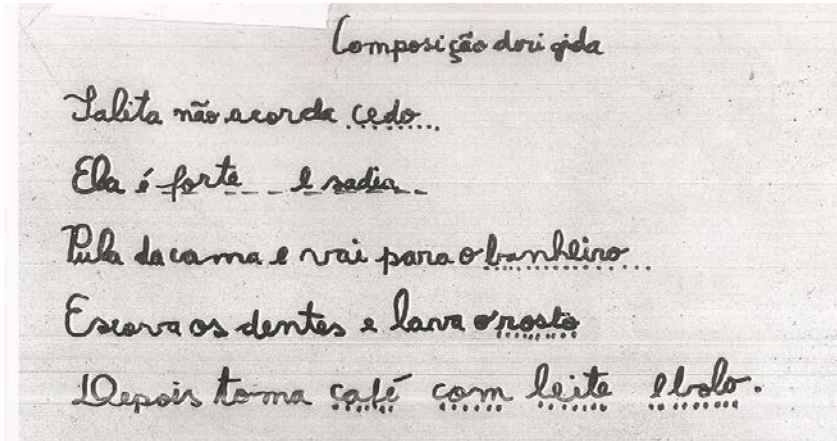 Composição dirigida
Talita não acorda cedo
Ela é forte e sadia
Pula da cama e vai para o banheiro
Escova os dentes e lava o rosto
Depois toma café com leite e bolo.